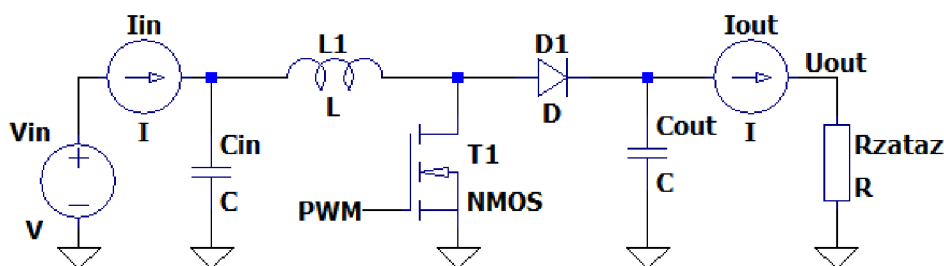 Iin
L1
D1
Iout
Uout
Vin
I
L
D
I
Cin
Cout
Rzataz
T1
V
C
PWM
NMOS
C
R